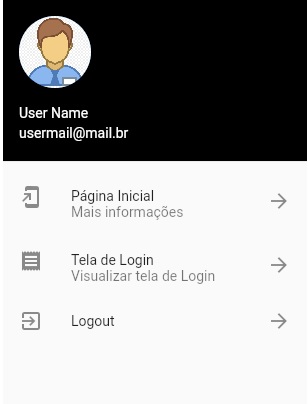 User Name
usermail@mail.br
Página Inicial
Mais informações
Tela de Login
Visualizar tela de Login
Logout